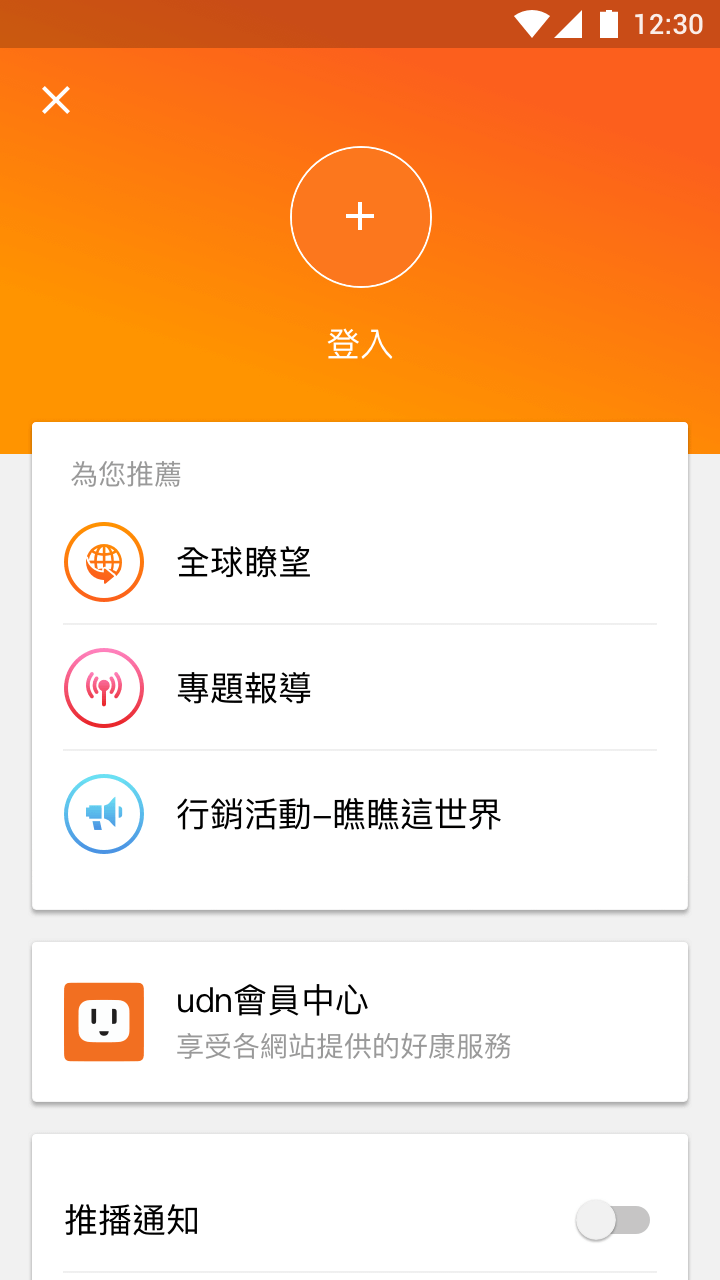 12:30
登入
為您推薦
全球瞭望
專題報導
行銷活動–瞧瞧這世界
udn會員中心
享受各網站提供的好康服務
推播通知